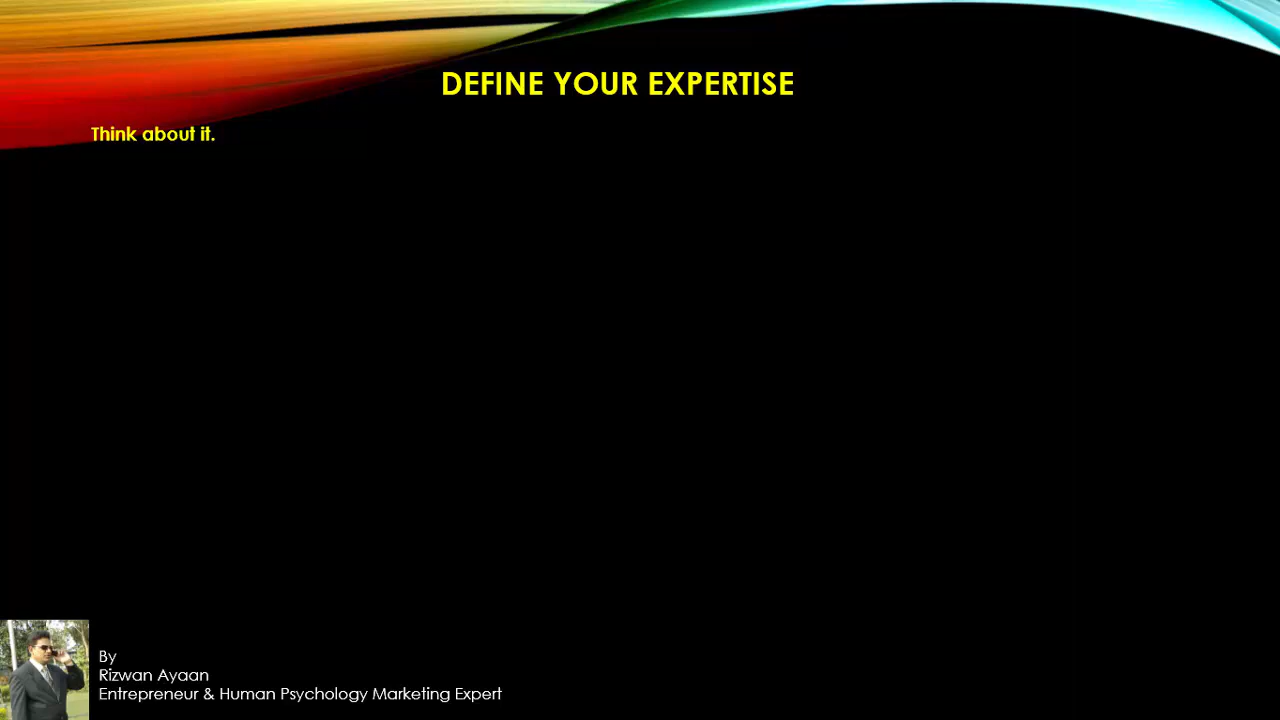 DEFINE YOUR EXPERTISE
Think about it.
By
Rizwan Ayaan
Entrepreneur & Human Psychology Marketing Expert